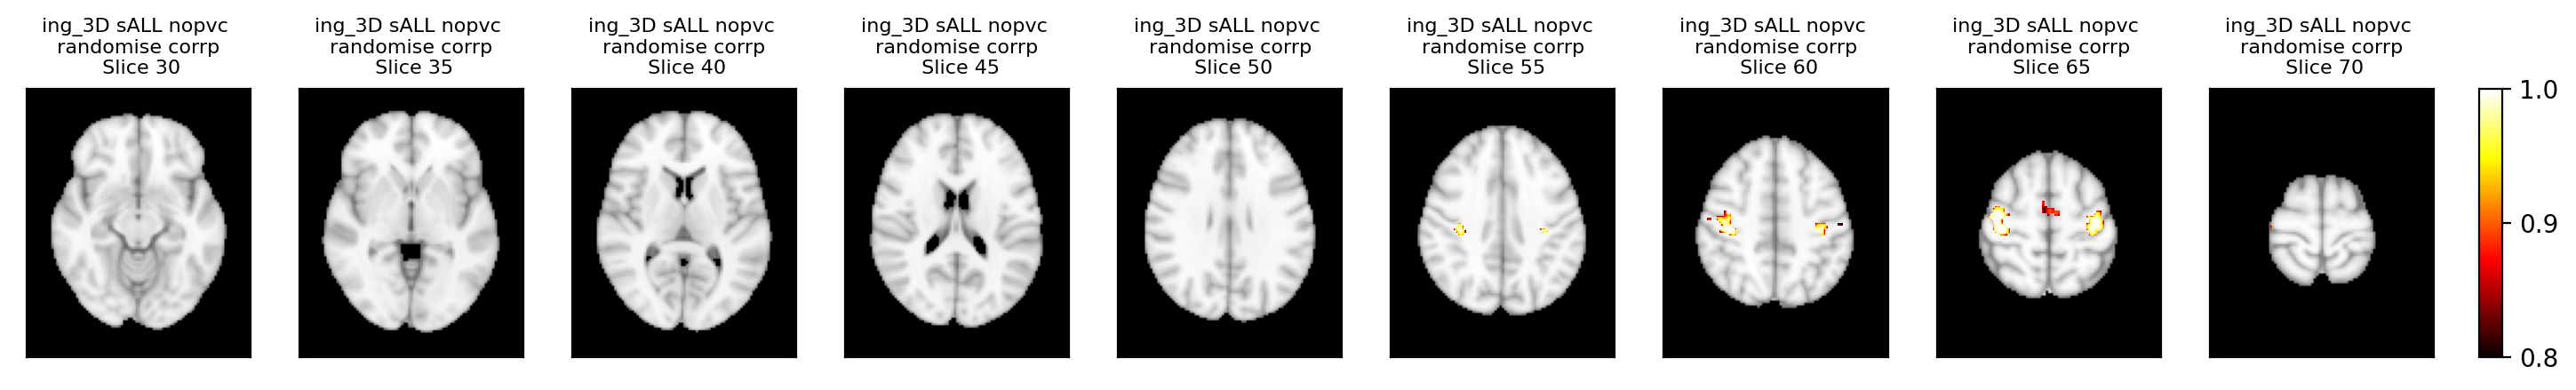 ing_3D sALL nopvc
randomise corrp
Slice 30
ing_3D sALL nopvc
randomise corrp
Slice 35
ing_3D sALL nopvc
randomise corrp
Slice 40
ing_3D sALL nopvc
randomise corrp
Slice 45
ing_3D sALL nopvc
randomise corrp
Slice 50
ing_3D sALL nopvc
randomise corrp
Slice 55
ing_3D sALL nopvc
randomise corrp
Slice 60
ing_3D sALL nopvc
randomise corrp
Slice 65
ing_3D sALL nopvc
randomise corrp
Slice 70
1.0
0.9
0.8